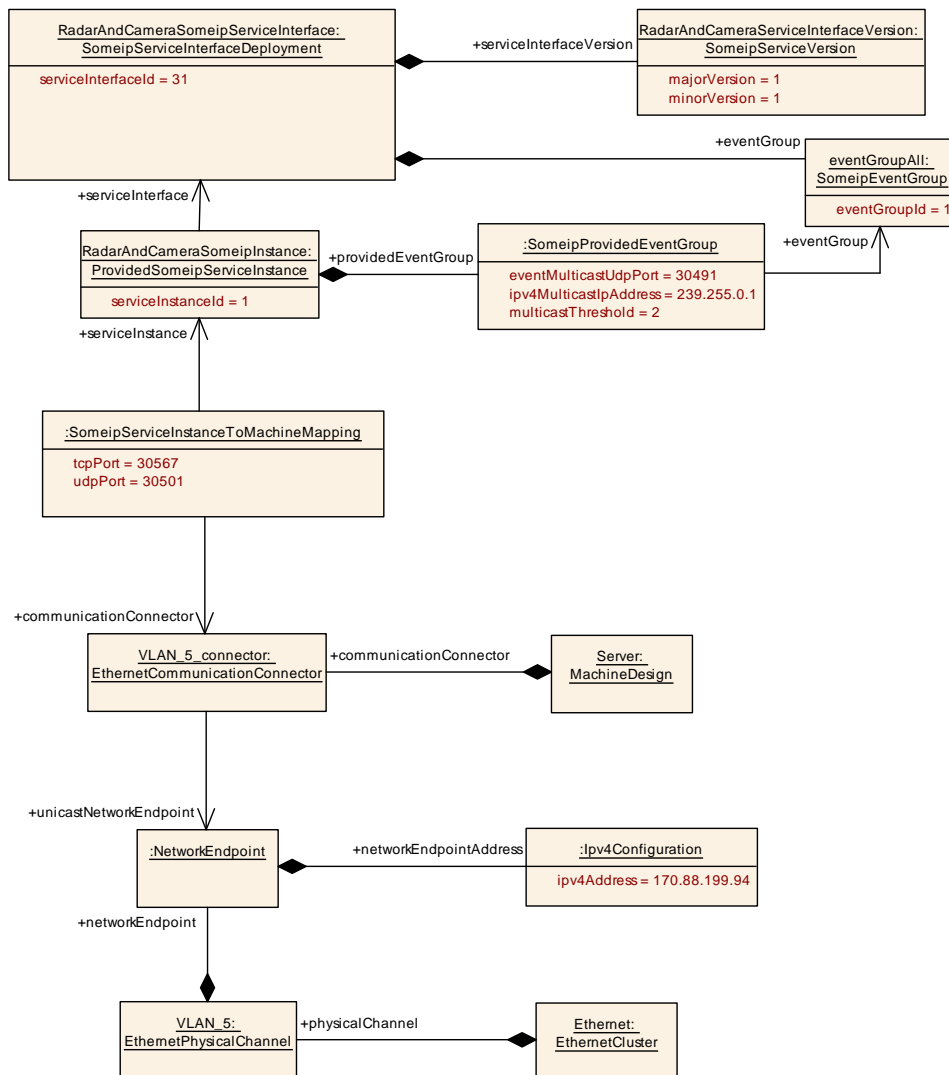 RadarAndCameraSomeipServiceInterface:
SomeipServiceInterfaceDeployment
serviceInterfaceId = 31
+serviceInterfaceVersion
RadarAndCameraServiceInterfaceVersion:
SomeipServiceVersion
majorVersion = 1
minorVersion = 1
+eventGroup
eventGroupAll:
SomeipEventGroup
eventGroupId = 1
+serviceInterface
RadarAndCameraSomeipInstance:
ProvidedSomeipServiceInstance
serviceInstanceId = 1
+providedEventGroup
:SomeipProvidedEventGroup
eventMulticastUdpPort = 30491
ipv4MulticastIpAddress = 239.255.0.1
multicastThreshold = 2
+eventGroup
+serviceInstance
:SomeipServiceInstanceToMachineMapping
tcpPort = 30567
udpPort = 30501
+communicationConnector
VLAN_5_connector:
EthernetCommunicationConnector
+communicationConnector
Server:
MachineDesign
+unicastNetworkEndpoint
:NetworkEndpoint
+networkEndpointAddress
:Ipv4Configuration
ipv4Address = 170.88.199.94
+networkEndpoint
VLAN_5:
EthernetPhysicalChannel
+physicalChannel
Ethernet:
EthernetCluster